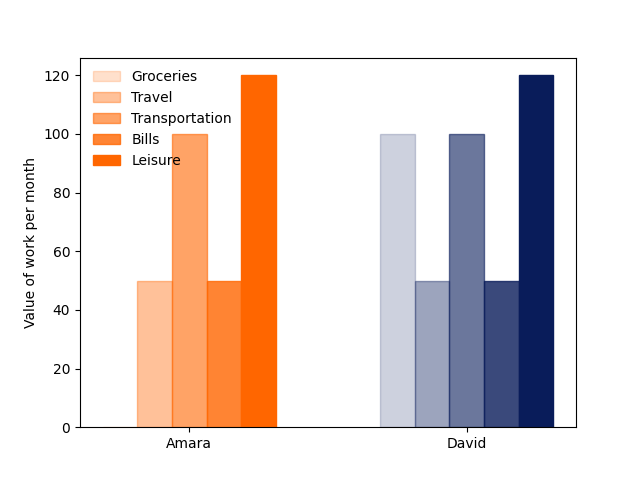 Groceries
Travel
Transportation
Bills
Leisure
120
100
80
60
40
20
0
Value of work per month
Amara
David